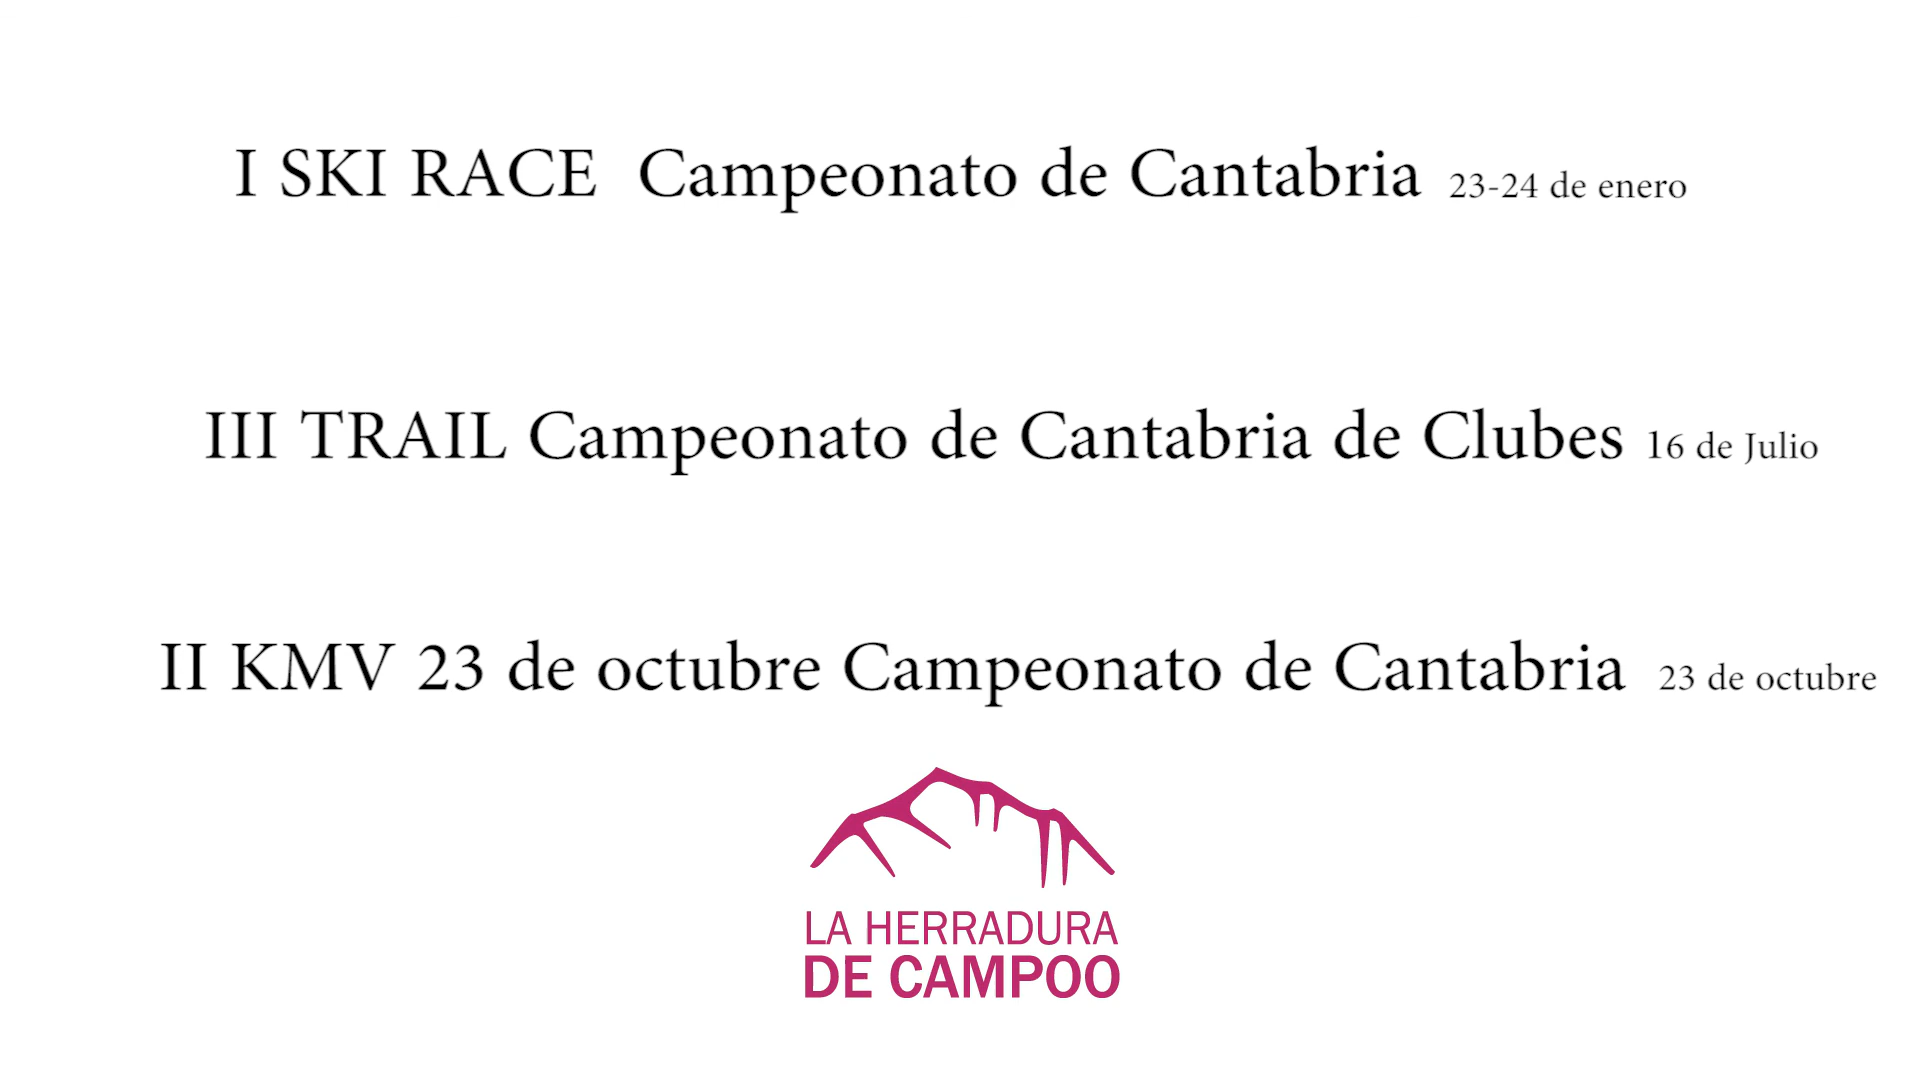 I SKI RACE  Campeonato de Cantabria 23-24 de enero
III TRAIL Campeonato de Cantabria de Clubes 16 de Julio
II KMV 23 de octubre Campeonato de Cantabria 23 de octubre
LA HERRADURA
DE CAMPOO